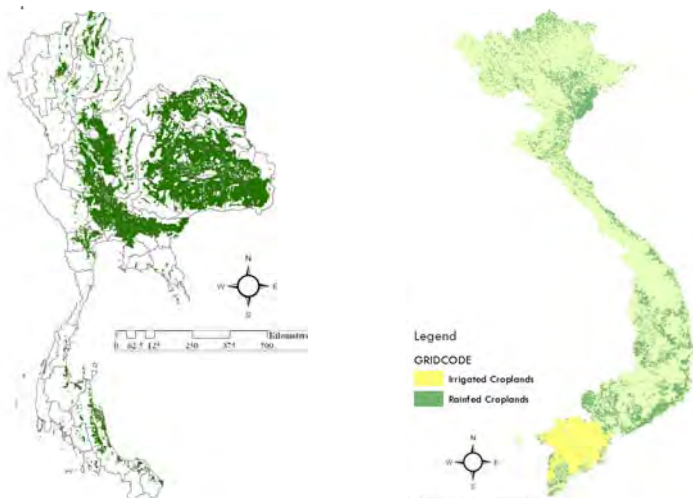 N
W E
S
Kilometers
0 62.5 125 250 375 500
Legend
GRIDCODE
Irrigated Croplands
Rainfed Croplands
N
W E
S